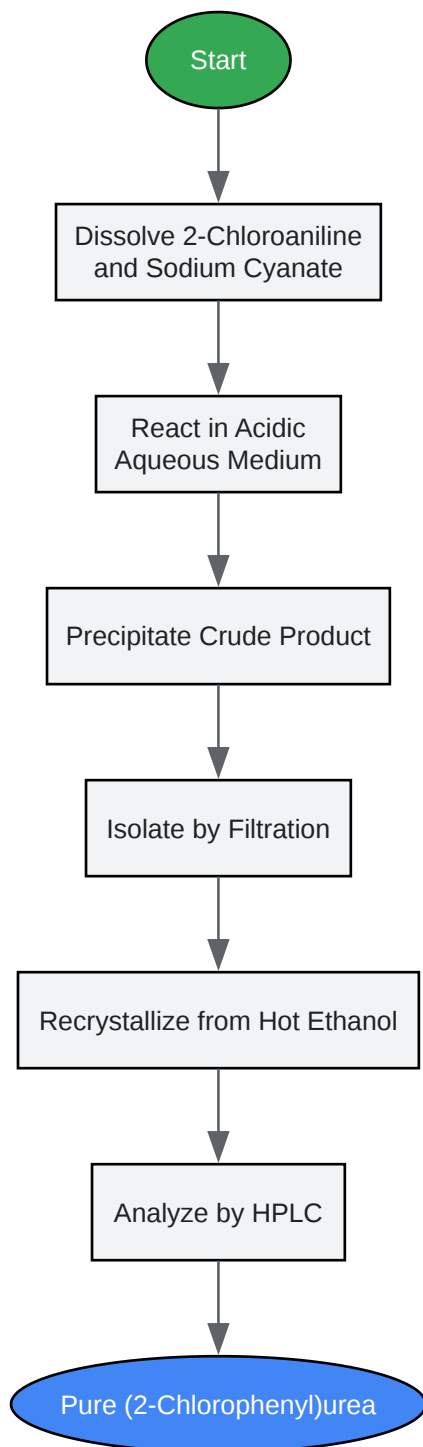 Start
Dissolve 2-Chloroaniline
and Sodium Cyanate
React in Acidic
Aqueous Medium
Precipitate Crude Product
Isolate by Filtration
Recrystallize from Hot Ethanol
Analyze by HPLC
Pure (2-Chlorophenyl)urea